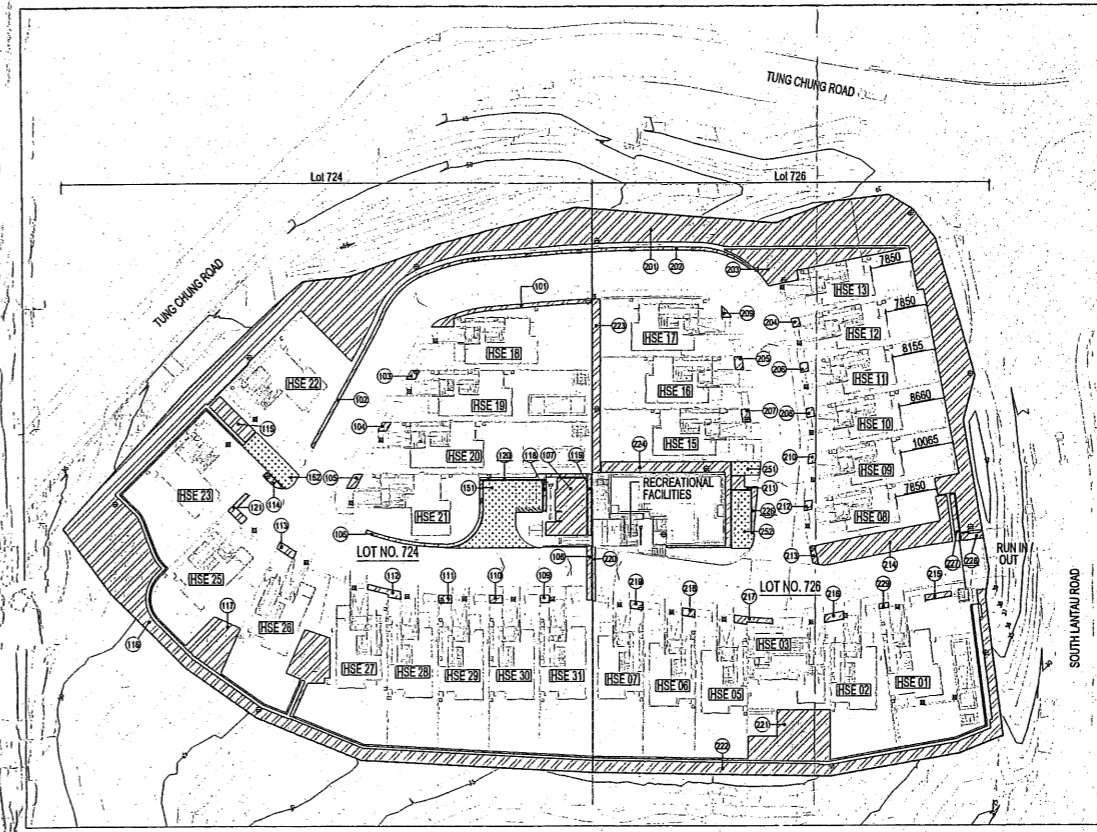 TUNG CHUNG ROAD
Lot 724
Lot 726
TUNG CHUNG ROAD
201
202
203
7850
HSE 13
101
223
209
204
7850
HSE 12
HSE 18
HSE 17
205
206
8155
HSE 11
HSE 22
103
102
HSE 19
HSE 16
207
208
8660
HSE 10
115
104
HSE 20
HSE 15
224
210
10065
HSE 09
120
118
107
119
251
HSE 23
114
152
105
151
RECREATIONAL
FACILITIES
211
212
252
7850
HSE 08
121
HSE 21
213
113
LOT NO. 724
220
214
227
228
RUN IN/
OUT
HSE 25
112
111
110
109
219
218
217
LOT NO. 726
216
229
215
SOUTH LANTAU ROAD
117
HSE 26
HSE 27
HSE 28
HSE 29
HSE 30
HSE 31
HSE 07
HSE 06
HSE 05
HSE 03
HSE 02
HSE 01
116
221
222